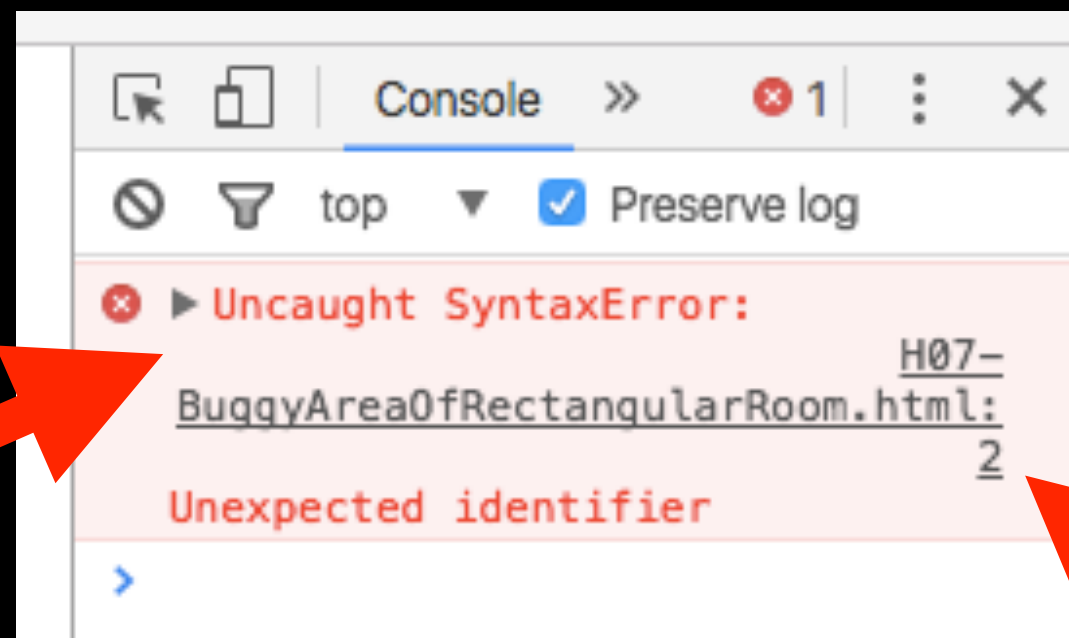 Console » 1
top Preserve log
Uncaught SyntaxError:
H07-
BuggyAreaOfRectangularRoom.html:
2
Unexpected identifier
>